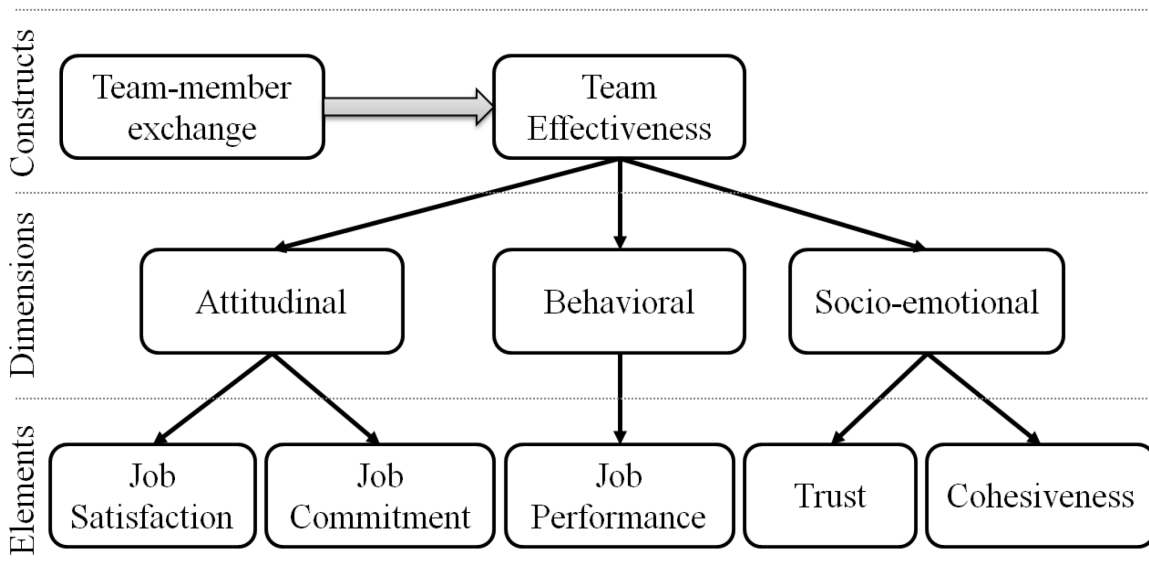 Constructs
Team-member
exchange
Team
Effectiveness
Dimensions
Attitudinal
Behavioral
Socio-emotional
Elements
Job
Satisfaction
Job
Commitment
Job
Performance
Trust
Cohesiveness